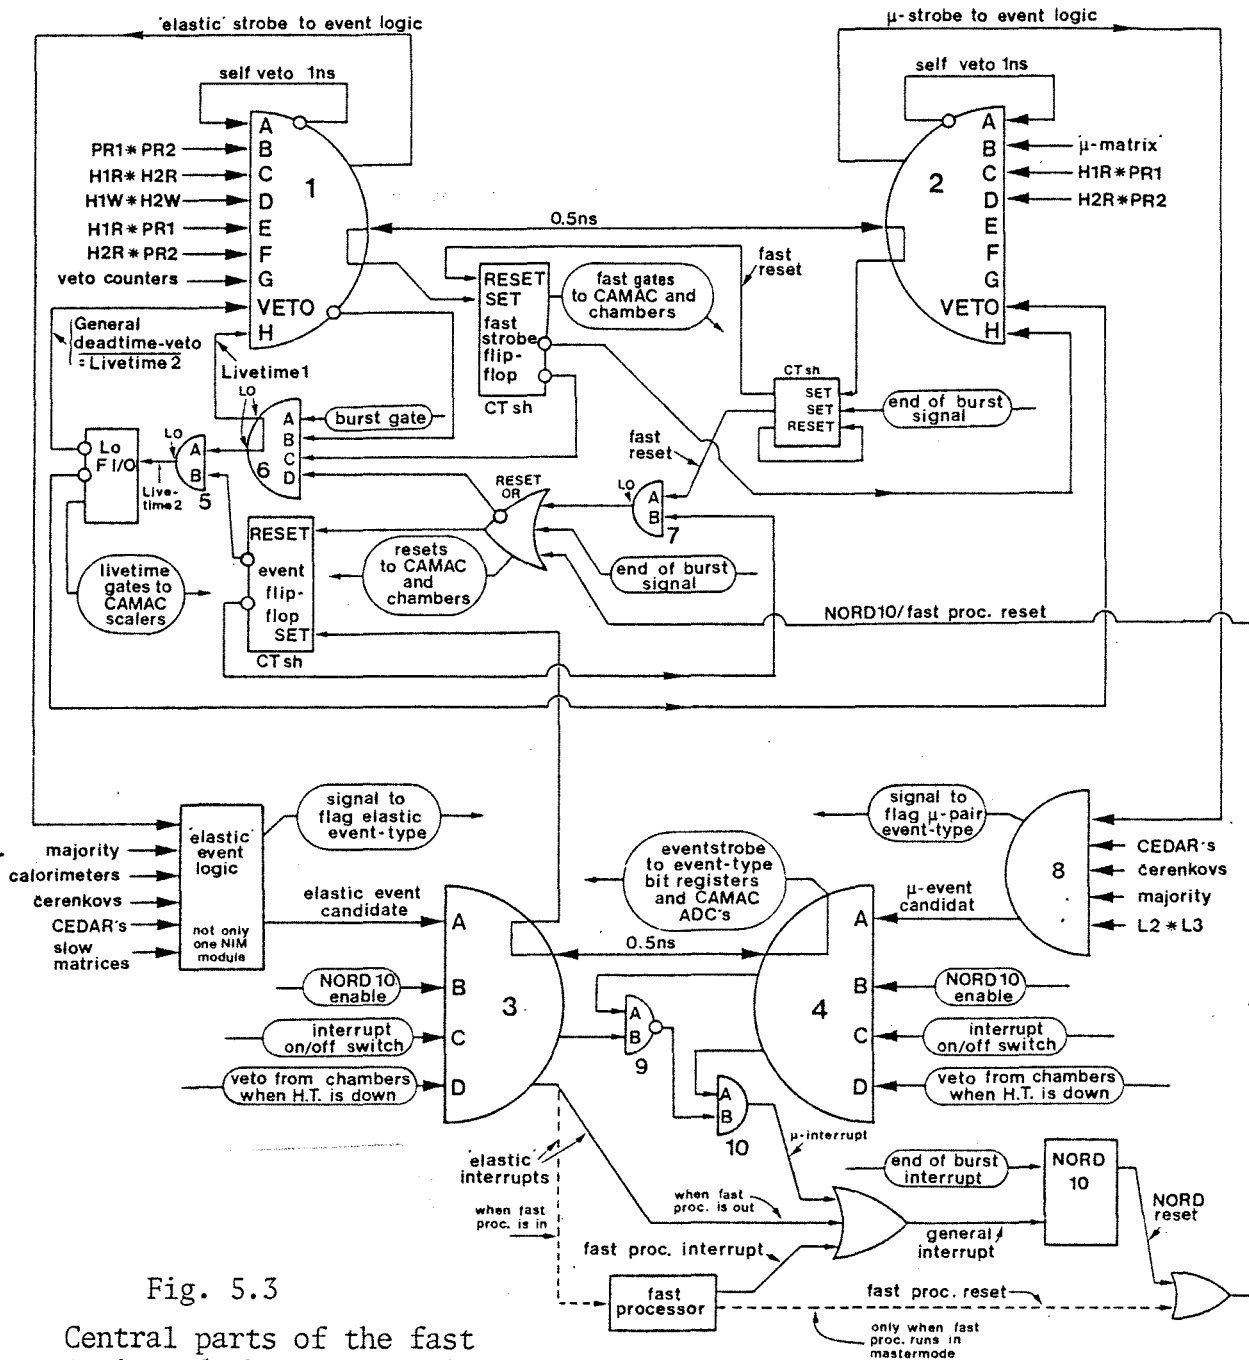 'elastic' strobe to event logic
μ-strobe to event logic
self veto 1ns
self veto 1ns
A
B
C
D
E
F
G
VETO
H
1
PR1* PR2
H1R* H2R
H1W* H2W
H1R* PR1
H2R* PR2
veto counters
General
deadtime-veto
= Livetime 2
Livetime1
0.5ns
2
A
B
C
D
E
F
G
VETO
H
μ-matrix
H1R*PR1
H2R*PR2
RESET
SET
fast
strobe
flip-
flop
CT sh
fast gates
to CAMAC and
chambers
fast
reset
CT sh
SET
SET
RESET
end of burst
signal
fast
reset
LO
A
B
C
D
6
burst gate
Lo
F I/O
LO
A
B
5
Live-
time2
RESET
OR
LO
A
B
7
RESET
event
flip-
flop
SET
CT sh
resets
to CAMAC
and
chambers
end of burst
signal
livetime
gates to
CAMAC
scalers
NORD10/fast proc. reset
signal to
flag elastic
event-type
signal to
flag μ-pair
event-type
'elastic'
event
logic
not only
one NIM
module
majority
calorimeters
čerenkovs
CEDAR's
slow
matrices
elastic event
candidate
eventstrobe
to event-type
bit registers
and CAMAC
ADC's
μ-event
candidat
8
CEDAR's
čerenkovs
majority
L2 * L3
0.5ns
A
B
C
D
3
A
B
C
D
4
NORD 10
enable
interrupt
on/off switch
veto from chambers
when H.T. is down
NORD 10
enable
interrupt
on/off switch
veto from chambers
when H.T. is down
A
B
9
A
B
10
μ-interrupt
'elastic'
interrupts
when fast
proc. is in
when fast
proc. is out
end of burst
interrupt
NORD
10
NORD
reset
general
interrupt
fast proc. interrupt
fast
processor
fast proc. reset
only when fast
proc. runs in
mastermode
Fig. 5.3
Central parts of the fast